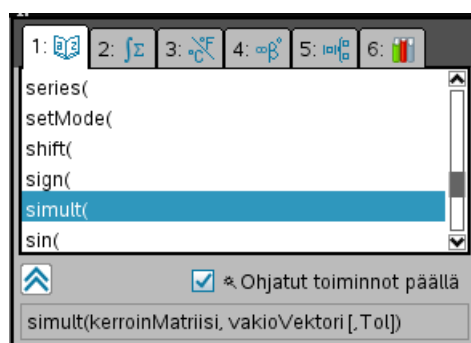 1: 2: ∫Σ 3: °C°F 4: ∞β° 5: 6:
series(
setMode(
shift(
sign(
simult(
sin(
Ohjatut toiminnot päällä
simult(kerroinMatriisi, vakioVektori [,Tol])